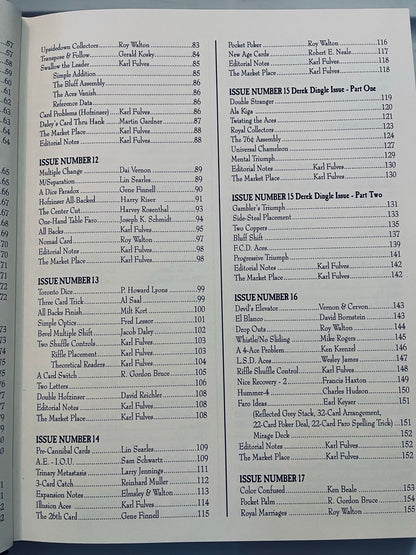 57
57
58
59
60
61
62
63
64
Upsidedown Collectors Roy Walton 83
Transpose & Follow Gerald Kosky 84
Swallow the Leader Karl Fulves 85
Simple Addition 85
The Bluff Assembly 86
The Aces Vanish 86
Reference Data 86
Card Problems (Hofzinser) Karl Fulves 86
Daley's Card Thru Hank Martin Gardner 87
The Market Place Karl Fulves 88
Editorial Notes Karl Fulves 88
ISSUE NUMBER 12
Multiple Change Dai Vernon 89
M/Separation Lin Searles 89
A Dice Paradox Gene Finnell 90
Hofzinser All-Backed Harry Riser 91
The Center Cut Harvey Rosenthal 93
One-Hand Table Faro Joseph K. Schmidt 94
All Backs Karl Fulves 95
Nomad Card Roy Walton 97
Editorial Notes Karl Fulves 98
The Market Place Karl Fulves 98
ISSUE NUMBER 13
Toronto Dice P. Howard Lyons 99
Three Card Trick Al Saal 99
All Backs Finish Milt Kort 100
Simple Optics Fred Lessor 101
Bevel Multiple Shift Jacob Daley 102
Two Shuffle Controls Karl Fulves 103
Riffle Placement Karl Fulves 103
Theoretical Readers Karl Fulves 104
A Card Switch R. Gordon Bruce 105
Two Letters 106
Double Hofzinser David Reichler 108
Editorial Notes Karl Fulves 108
The Market Place Karl Fulves 108
ISSUE NUMBER 14
Pre-Cannibal Cards Lin Searles 109
A.E. - I.O.U. Sam Schwartz 109
Trinary Metastasis Larry Jennings 111
3-Card Catch Reinhard Muller 112
Expansion Notes Elmsley & Walton 113
Illusion Aces Karl Fulves 114
The 26th Card Gene Finnell 115
Pocket Poker Roy Walton 116
New Age Cards Robert E. Neale 117
Editorial Notes Karl Fulves 118
The Market Place Karl Fulves 118
ISSUE NUMBER 15 Derek Dingle Issue - Part One
Double Stranger 119
Ala Kiga 120
Twisting the Aces 121
Royal Collectors 123
The 76¢ Assembly 124
Universal Chameleon 127
Mental Triumph 129
Editorial Notes Karl Fulves 130
The Market Place Karl Fulves 130
ISSUE NUMBER 15 Derek Dingle Issue - Part Two
Gambler's Triumph 131
Side-Steal Placement 133
Two Coppers 135
Bluff Shift 137
F.C.D. Aces 139
Progressive Triumph 141
Editorial Notes Karl Fulves 142
The Market Place Karl Fulves 142
ISSUE NUMBER 16
Devil's Elevator Vernon & Cervon 143
El Blanco David Bornstein 143
Drop Outs Roy Walton 144
Whistle/No Sliding Mike Rogers 145
A 4-Ace Problem Ken Krenzel 146
L.S.D. Aces Wesley James 147
Riffle Shuffle Control Karl Fulves 148
Nice Recovery - 2 Francis Haxton 149
Hummer-4 Charles Hudson 150
Faro Ideas Earl Keyser 151
(Reflected Grey Stack, 32-Card Arrangement,
22-Card Poker Deal, 22-Card Faro Spelling Trick) 151
Mirage Deck 152
Editorial Notes Karl Fulves 152
The Market Place Karl Fulves 152
ISSUE NUMBER 17
Color Confused Ken Beale 153
Pocket Palm R. Gordon Bruce 154
Royal Marriages Roy Walton 155